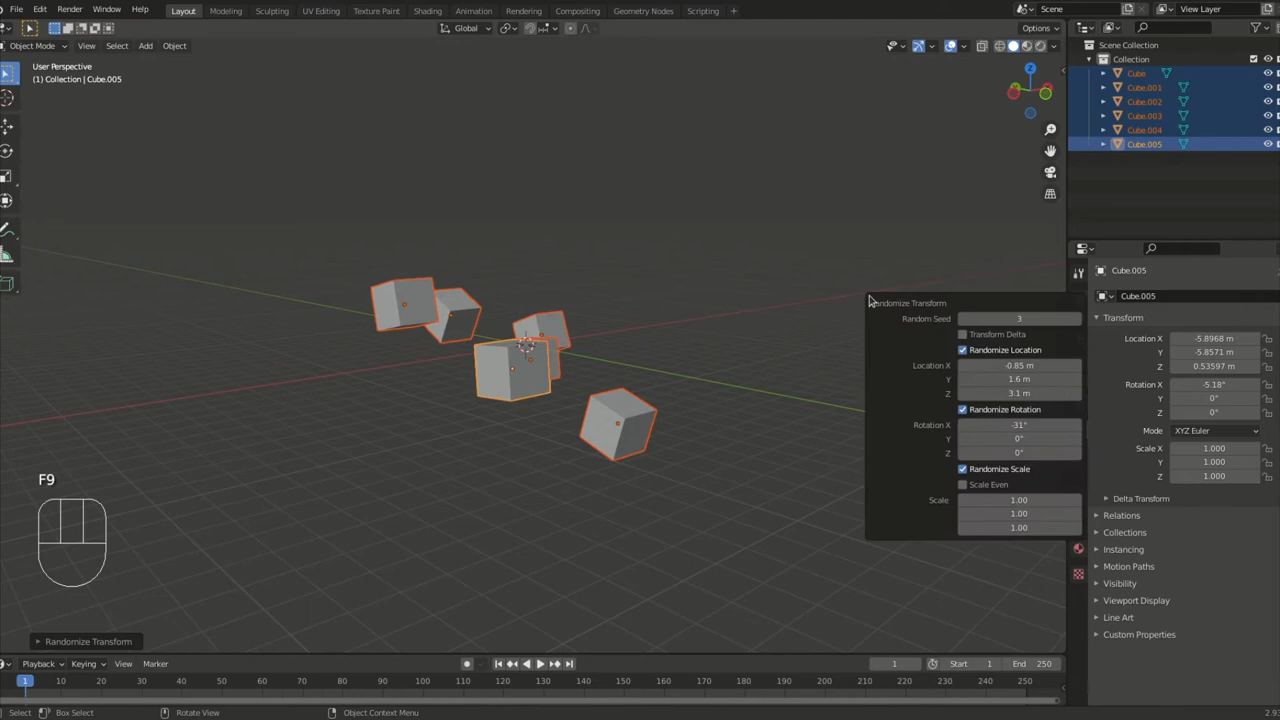 File Edit Render Window Help Layout Modeling Sculpting UV Editing Texture Paint Shading Animation Rendering Compositing Geometry Nodes Scripting + Scene View Layer
Global Options
Object Mode View Select Add Object
User Perspective
(1) Collection | Cube.005
Z
Scene Collection
Collection
Cube
Cube.001
Cube.002
Cube.003
Cube.004
Cube.005
Randomize Transform
Random Seed 3
Transform Delta
Randomize Location
Location X -0.85 m
Y 1.6 m
Z 3.1 m
Randomize Rotation
Rotation X -31°
Y 0°
Z 0°
Randomize Scale
Scale Even
Scale 1.00
1.00
1.00
Cube.005
Cube.005
Transform
Location X -5.8968 m
Y -5.8571 m
Z 0.53597 m
Rotation X -5.18°
Y 0°
Z 0°
Mode XYZ Euler
Scale X 1.000
Y 1.000
Z 1.000
Delta Transform
Relations
Collections
Instancing
Motion Paths
Visibility
Viewport Display
Line Art
Custom Properties
F9
Randomize Transform
Playback Keying View Marker 1 Start 1 End 250
1 10 20 30 40 50 60 70 80 90 100 110 120 130 140 150 160 170 180 190 200 210 220 230 240 250
Select Box Select Rotate View Object Context Menu